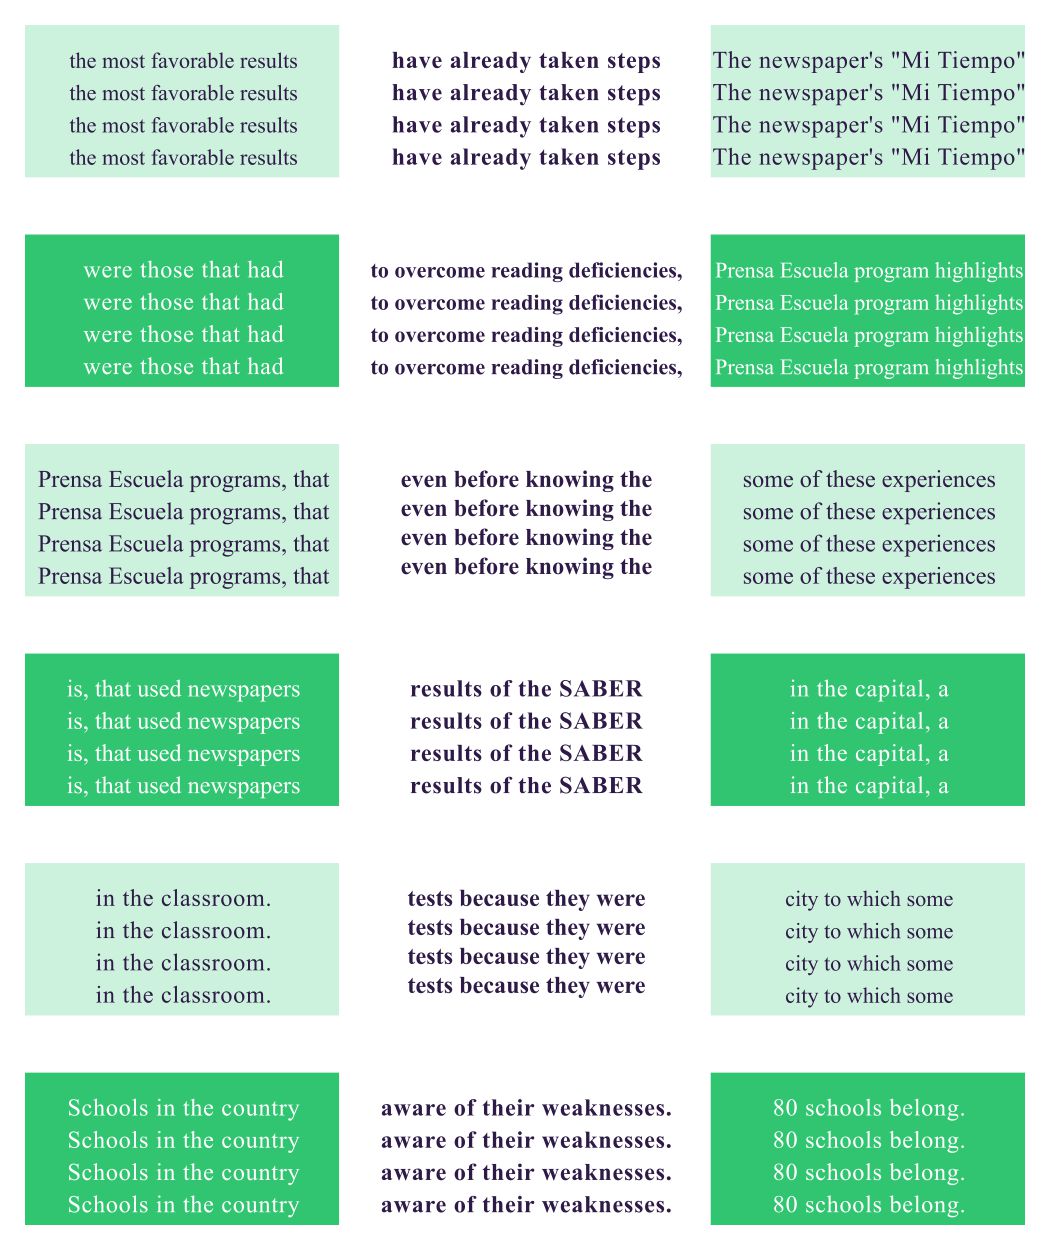 the most favorable results
the most favorable results
the most favorable results
the most favorable results
were those that had
were those that had
were those that had
were those that had
Prensa Escuela programs, that
Prensa Escuela programs, that
Prensa Escuela programs, that
Prensa Escuela programs, that
is, that used newspapers
is, that used newspapers
is, that used newspapers
is, that used newspapers
in the classroom.
in the classroom.
in the classroom.
in the classroom.
Schools in the country
Schools in the country
Schools in the country
Schools in the country
have already taken steps
have already taken steps
have already taken steps
have already taken steps
to overcome reading deficiencies,
to overcome reading deficiencies,
to overcome reading deficiencies,
to overcome reading deficiencies,
even before knowing the
even before knowing the
even before knowing the
even before knowing the
results of the SABER
results of the SABER
results of the SABER
results of the SABER
tests because they were
tests because they were
tests because they were
tests because they were
aware of their weaknesses.
aware of their weaknesses.
aware of their weaknesses.
aware of their weaknesses.
The newspaper's "Mi Tiempo"
The newspaper's "Mi Tiempo"
The newspaper's "Mi Tiempo"
The newspaper's "Mi Tiempo"
Prensa Escuela program highlights
Prensa Escuela program highlights
Prensa Escuela program highlights
Prensa Escuela program highlights
some of these experiences
some of these experiences
some of these experiences
some of these experiences
in the capital, a
in the capital, a
in the capital, a
in the capital, a
city to which some
city to which some
city to which some
city to which some
80 schools belong.
80 schools belong.
80 schools belong.
80 schools belong.